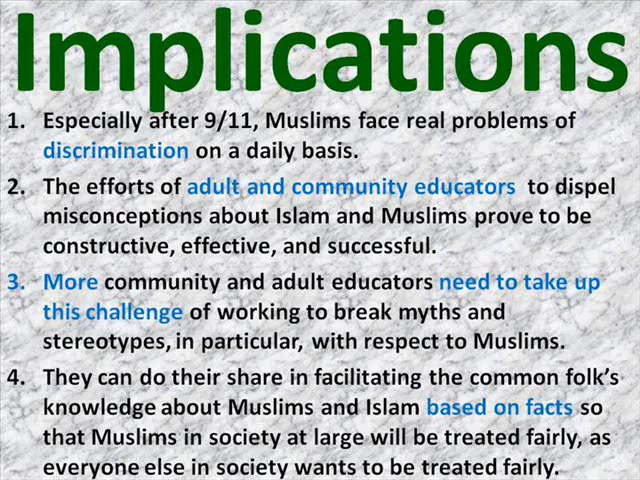 Implications
1. Especially after 9/11, Muslims face real problems of
discrimination on a daily basis.
2. The efforts of adult and community educators to dispel
misconceptions about Islam and Muslims prove to be
constructive, effective, and successful.
3. More community and adult educators need to take up
this challenge of working to break myths and
stereotypes, in particular, with respect to Muslims.
4. They can do their share in facilitating the common folk's
knowledge about Muslims and Islam based on facts so
that Muslims in society at large will be treated fairly, as
everyone else in society wants to be treated fairly.